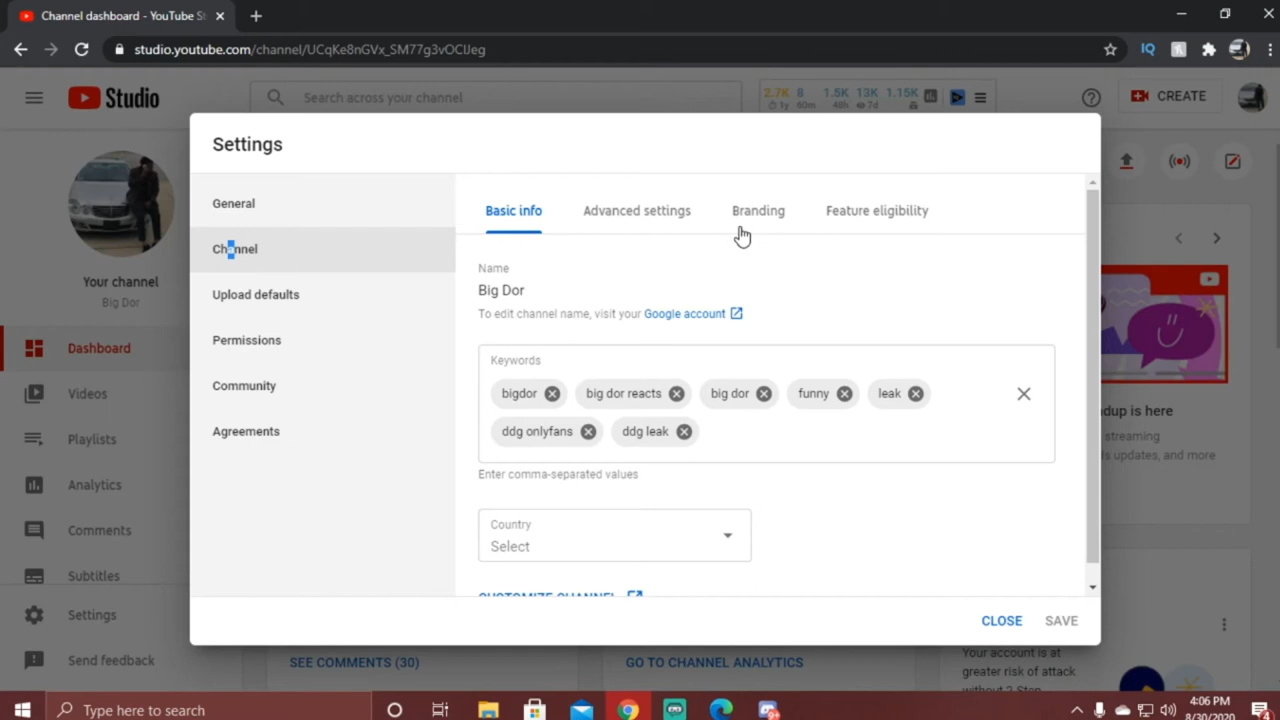 Channel dashboard - YouTube St
studio.youtube.com/channel/UCqKe8nGVx_SM77g3vOCIJeg
IQ
Studio
Search across your channel
2.7K 8 1.5K 13K 1.15K
1y 60m 48h 7d
CREATE
Settings
Your channel
Big Dor
Dashboard
Videos
Playlists
Analytics
Comments
Subtitles
Settings
Send feedback
General
Channel
Upload defaults
Permissions
Community
Agreements
Basic info Advanced settings Branding Feature eligibility
Name
Big Dor
To edit channel name, visit your Google account
Keywords
bigdor big dor reacts big dor funny leak
ddg onlyfans ddg leak
Enter comma-separated values
Country
Select
CUSTOMIZE CHANNEL
CLOSE SAVE
dup is here
streaming
s updates, and more
SEE COMMENTS (30)
GO TO CHANNEL ANALYTICS
Your account is at
greater risk of attack
without 2-Step
Type here to search
4:06 PM
8/30/2020